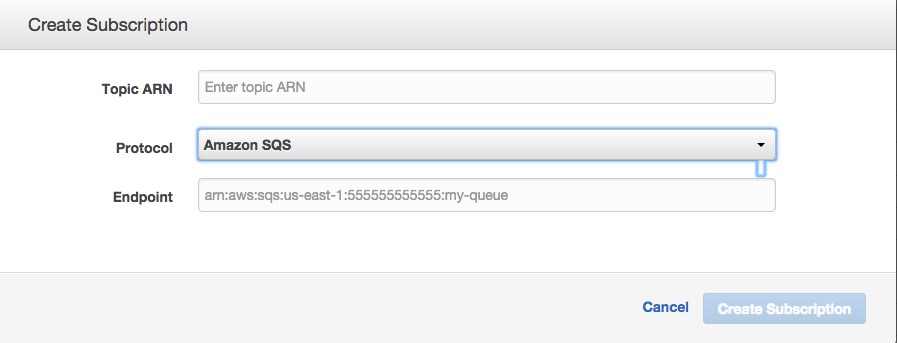 Create Subscription
Topic ARN Enter topic ARN
Protocol Amazon SQS
Endpoint arn:aws:sqs:us-east-1:555555555555:my-queue
Cancel Create Subscription